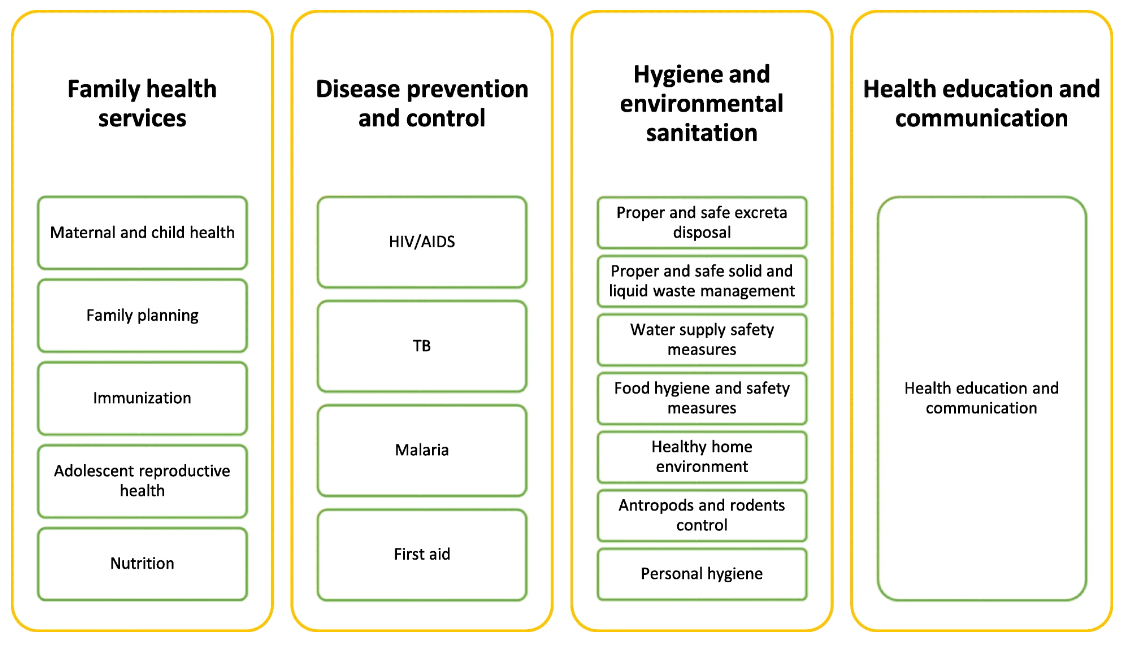 Family health
services
Maternal and child health
Family planning
Immunization
Adolescent reproductive
health
Nutrition
Disease prevention
and control
HIV/AIDS
TB
Malaria
First aid
Hygiene and
environmental
sanitation
Proper and safe excreta
disposal
Proper and safe solid and
liquid waste management
Water supply safety
measures
Food hygiene and safety
measures
Healthy home
environment
Antropods and rodents
control
Personal hygiene
Health education and
communication
Health education and
communication